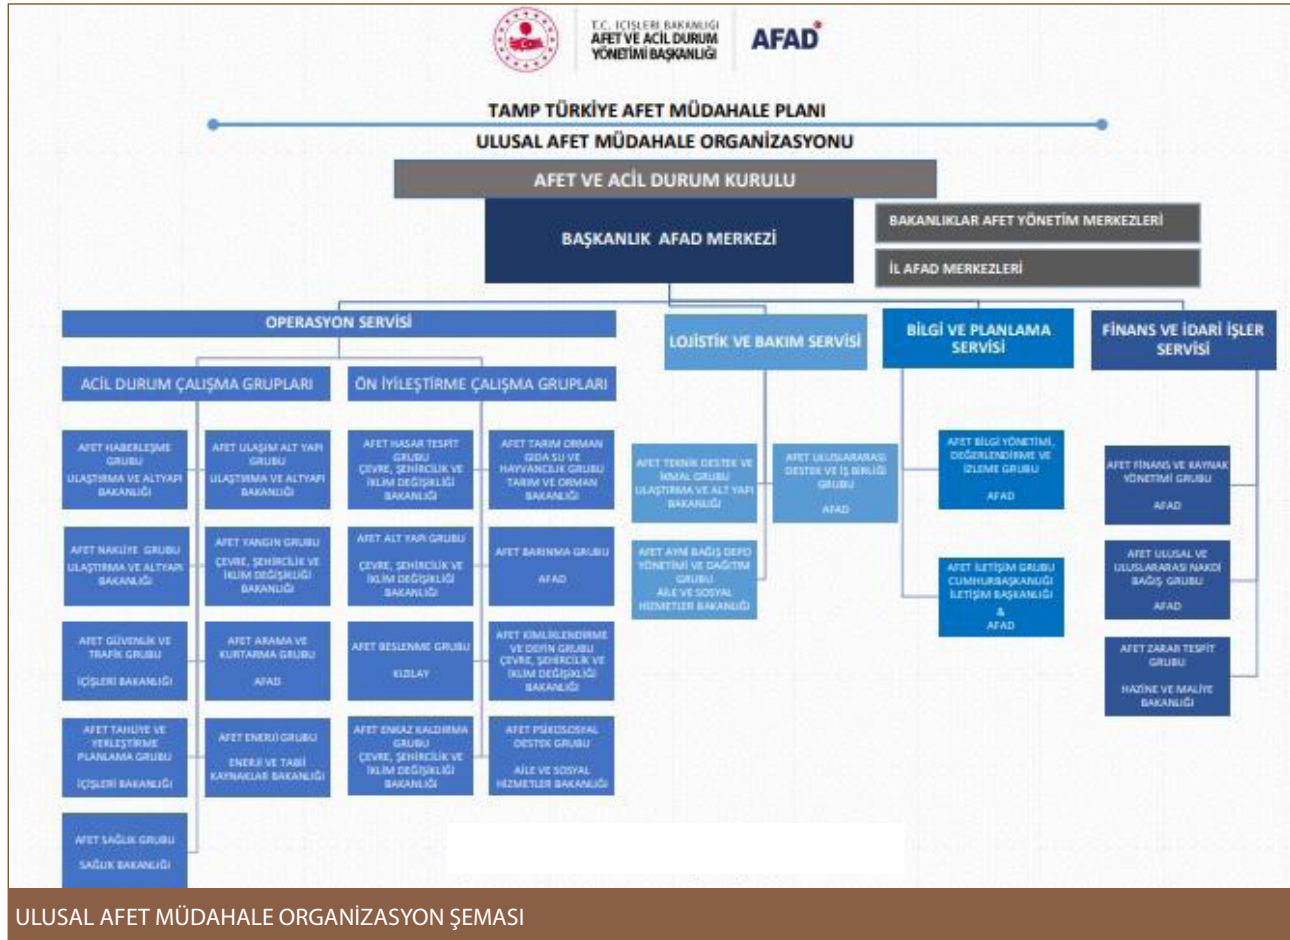 T.C. İÇİŞLERİ BAKANLIĞI
AFET VE ACİL DURUM
YÖNETİMİ BAŞKANLIĞI
AFAD
TAMP TÜRKİYE AFET MÜDAHALE PLANI
ULUSAL AFET MÜDAHALE ORGANİZASYONU
AFET VE ACİL DURUM KURULU
BAŞKANLIK AFAD MERKEZİ
BAKANLIKLAR AFET YÖNETİM MERKEZLERİ
İL AFAD MERKEZLERİ
OPERASYON SERVİSİ
ACİL DURUM ÇALIŞMA GRUPLARI
AFET HABERLEŞME
GRUBU
ULAŞTIRMA VE ALTYAPI
BAKANLIĞI
AFET ULAŞIM ALT YAPI
GRUBU
ULAŞTIRMA VE ALTYAPI
BAKANLIĞI
AFET NAKLİYE GRUBU
ULAŞTIRMA VE ALTYAPI
BAKANLIĞI
AFET YANGIN GRUBU
ÇEVRE, ŞEHİRCİLİK VE
İKLİM DEĞİŞİKLİĞİ
BAKANLIĞI
AFET GÜVENLİK VE
TRAFİK GRUBU
İÇİŞLERİ BAKANLIĞI
AFET ARAMA VE
KURTARMA GRUBU
AFAD
AFET TAHLİYE VE
YERLEŞTİRME
PLANLAMA GRUBU
İÇİŞLERİ BAKANLIĞI
AFET ENERJİ GRUBU
ENERJİ VE TABİİ
KAYNAKLAR BAKANLIĞI
AFET SAĞLIK GRUBU
SAĞLIK BAKANLIĞI
ÖN İYİLEŞTİRME ÇALIŞMA GRUPLARI
AFET HASAR TESPİT
GRUBU
ÇEVRE, ŞEHİRCİLİK VE
İKLİM DEĞİŞİKLİĞİ
BAKANLIĞI
AFET TARIM ORMAN
GIDA SU VE
HAYVANCILIK GRUBU
TARIM VE ORMAN
BAKANLIĞI
AFET ALT YAPI GRUBU
ÇEVRE, ŞEHİRCİLİK VE
İKLİM DEĞİŞİKLİĞİ
BAKANLIĞI
AFET BARINMA GRUBU
AFAD
AFET BESLENME GRUBU
KIZILAY
AFET KİMLİKLENDİRME
VE DEFİN GRUBU
ÇEVRE, ŞEHİRCİLİK VE
İKLİM DEĞİŞİKLİĞİ
BAKANLIĞI
AFET ENKAZ KALDIRMA
GRUBU
ÇEVRE, ŞEHİRCİLİK VE
İKLİM DEĞİŞİKLİĞİ
BAKANLIĞI
AFET PSİKOSOSYAL
DESTEK GRUBU
AİLE VE SOSYAL
HİZMETLER BAKANLIĞI
LOJİSTİK VE BAKIM SERVİSİ
AFET TEKNİK DESTEK VE
İKMAL GRUBU
ULAŞTIRMA VE ALT YAPI
BAKANLIĞI
AFET ULUSLARARASI
DESTEK VE İŞ BİRLİĞİ
GRUBU
AFAD
AFET AYNİ BAĞIŞ DEPO
YÖNETİMİ VE DAĞITIM
GRUBU
AİLE VE SOSYAL
HİZMETLER BAKANLIĞI
BİLGİ VE PLANLAMA
SERVİSİ
AFET BİLGİ YÖNETİMİ,
DEĞERLENDİRME VE
İZLEME GRUBU
AFAD
AFET İLETİŞİM GRUBU
CUMHURBAŞKANLIĞI
İLETİŞİM BAŞKANLIĞI
&
AFAD
FİNANS VE İDARİ İŞLER
SERVİSİ
AFET FİNANS VE KAYNAK
YÖNETİMİ GRUBU
AFAD
AFET ULUSAL VE
ULUSLARARASI NAKDİ
BAĞIŞ GRUBU
AFAD
AFET ZARAR TESPİT
GRUBU
HAZİNE VE MALİYE
BAKANLIĞI
ULUSAL AFET MÜDAHALE ORGANİZASYON ŞEMASI